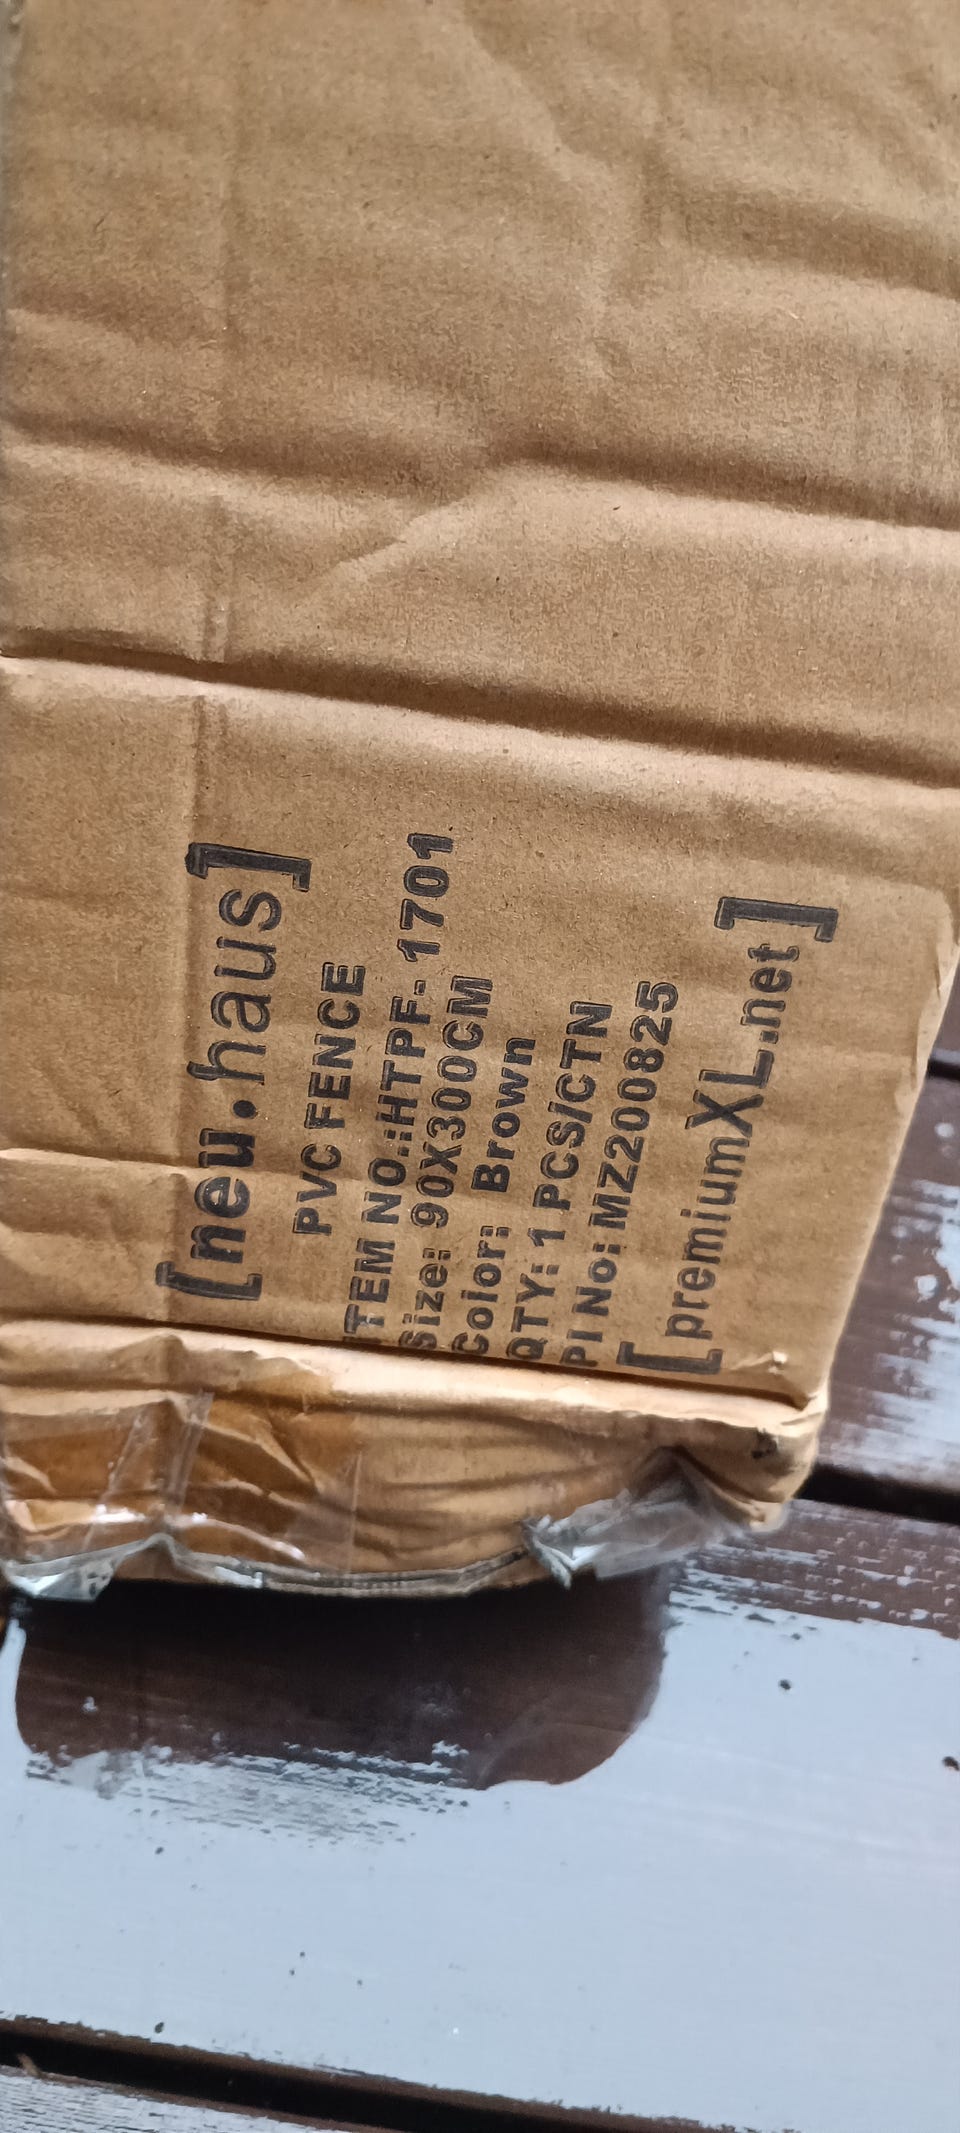 [neu.haus]
PVC FENCE
ITEM NO.:HTPF-1701
Size: 90X300CM
Color: Brown
QTY: 1 PCS/CTN
PI No: MZ200825
[premiumXL.net]